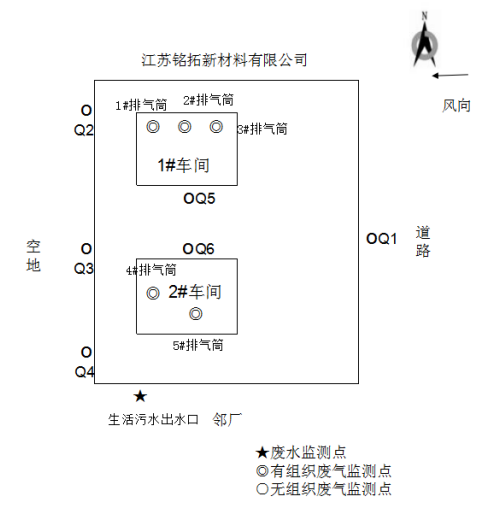 N
江苏铭拓新材料有限公司
风向
1#排气筒
2#排气筒
3#排气筒
O
Q2
1#车间
OQ5
OQ1
道路
空地
O
Q3
OQ6
4#排气筒
2#车间
5#排气筒
O
Q4
★
生活污水出水口 邻厂
★废水监测点
◎有组织废气监测点
○无组织废气监测点